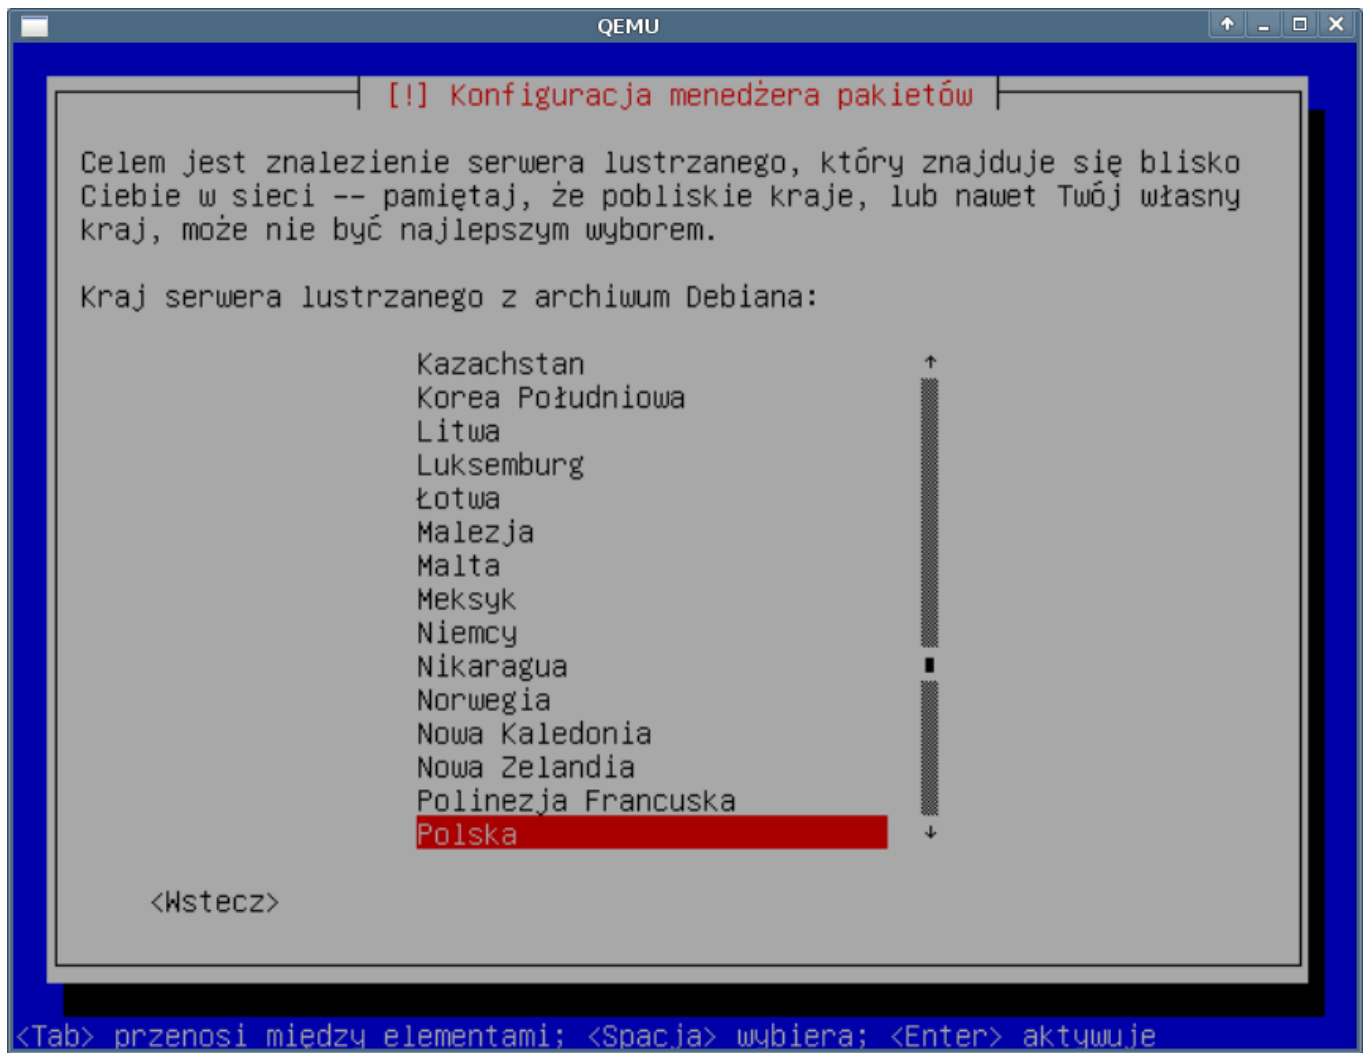 QEMU
[!] Konfiguracja menedżera pakietów
Celem jest znalezienie serwera lustrzanego, który znajduje się blisko
Ciebie w sieci -- pamiętaj, że pobliskie kraje, lub nawet Twój własny
kraj, może nie być najlepszym wyborem.
Kraj serwera lustrzanego z archiwum Debiana:
Kazachstan
Korea Południowa
Litwa
Luksemburg
Łotwa
Malezja
Malta
Meksyk
Niemcy
Nikaragua
Norwegia
Nowa Kaledonia
Nowa Zelandia
Polinezja Francuska
Polska
<Wstecz>
<Tab> przenosi między elementami; <Spacja> wybiera; <Enter> aktywuje